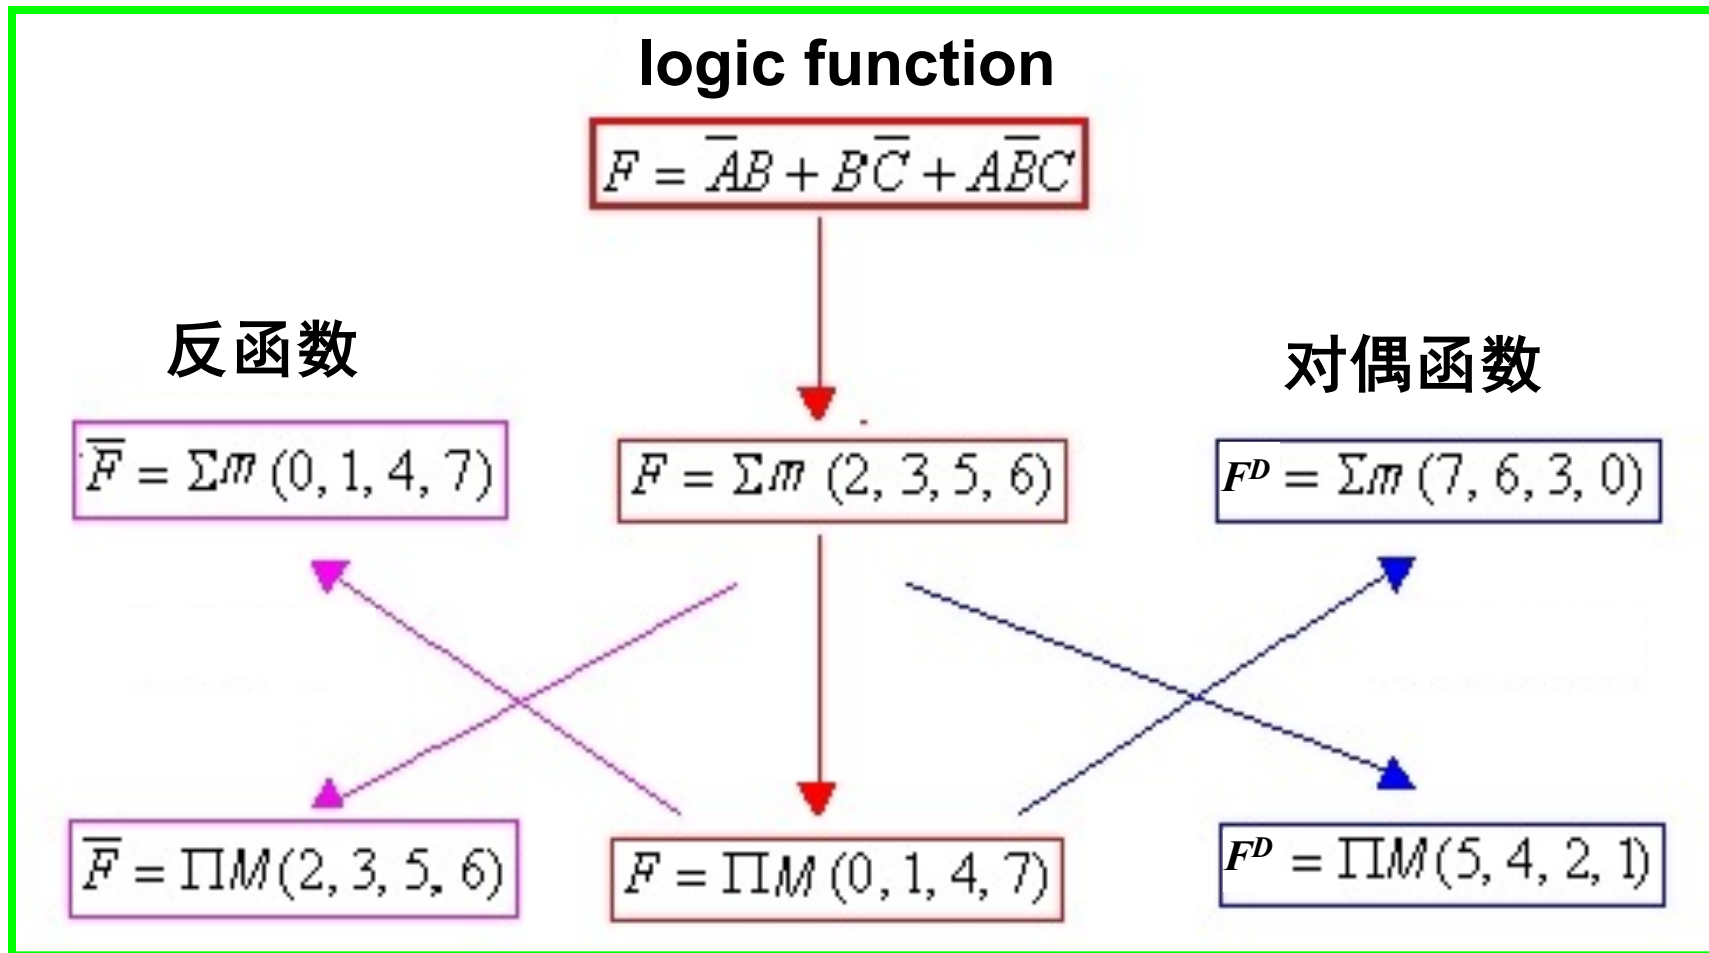 logic function
F = A̅B + BC̅ + AB̅C
反函数
对偶函数
F̅ = Σm (0, 1, 4, 7)
F = Σm (2, 3, 5, 6)
Fᴰ = Σm (7, 6, 3, 0)
F̅ = ΠM (2, 3, 5, 6)
F = ΠM (0, 1, 4, 7)
Fᴰ = ΠM (5, 4, 2, 1)